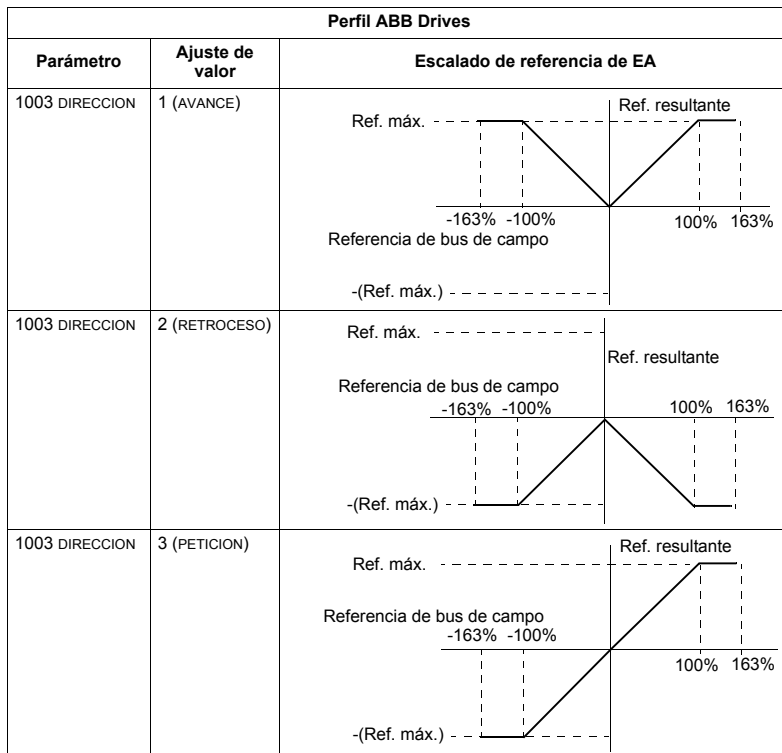 Perfil ABB Drives
Parámetro
Ajuste de valor
Escalado de referencia de EA
1003 DIRECCION
1 (AVANCE)
Ref. máx.
Ref. resultante
-163% -100%
100% 163%
Referencia de bus de campo
-(Ref. máx.)
1003 DIRECCION
2 (RETROCESO)
Ref. máx.
Ref. resultante
Referencia de bus de campo
-163% -100%
100% 163%
-(Ref. máx.)
1003 DIRECCION
3 (PETICION)
Ref. resultante
Ref. máx.
Referencia de bus de campo
-163% -100%
100% 163%
-(Ref. máx.)